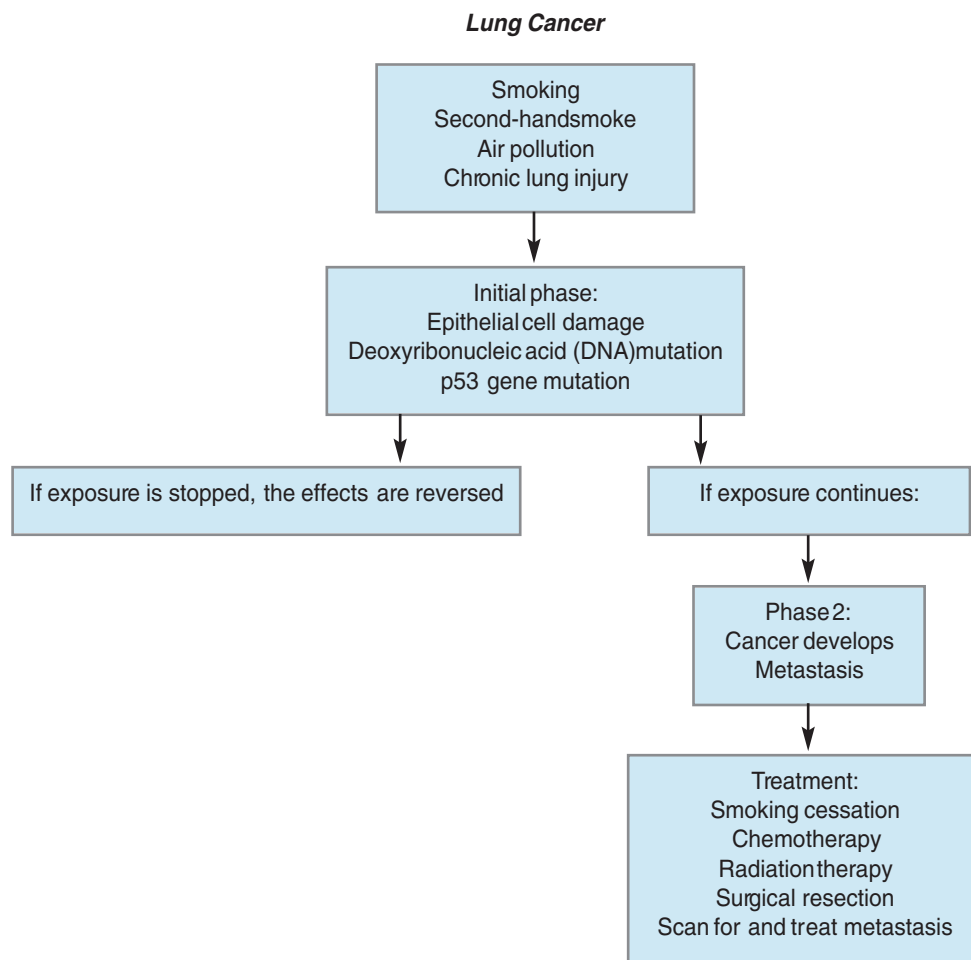 Lung Cancer
Smoking
Second-handsmoke
Air pollution
Chronic lung injury
Initial phase:
Epithelial cell damage
Deoxyribonucleic acid (DNA)mutation
p53 gene mutation
If exposure is stopped, the effects are reversed
If exposure continues:
Phase 2:
Cancer develops
Metastasis
Treatment:
Smoking cessation
Chemotherapy
Radiationtherapy
Surgical resection
Scan for and treat metastasis